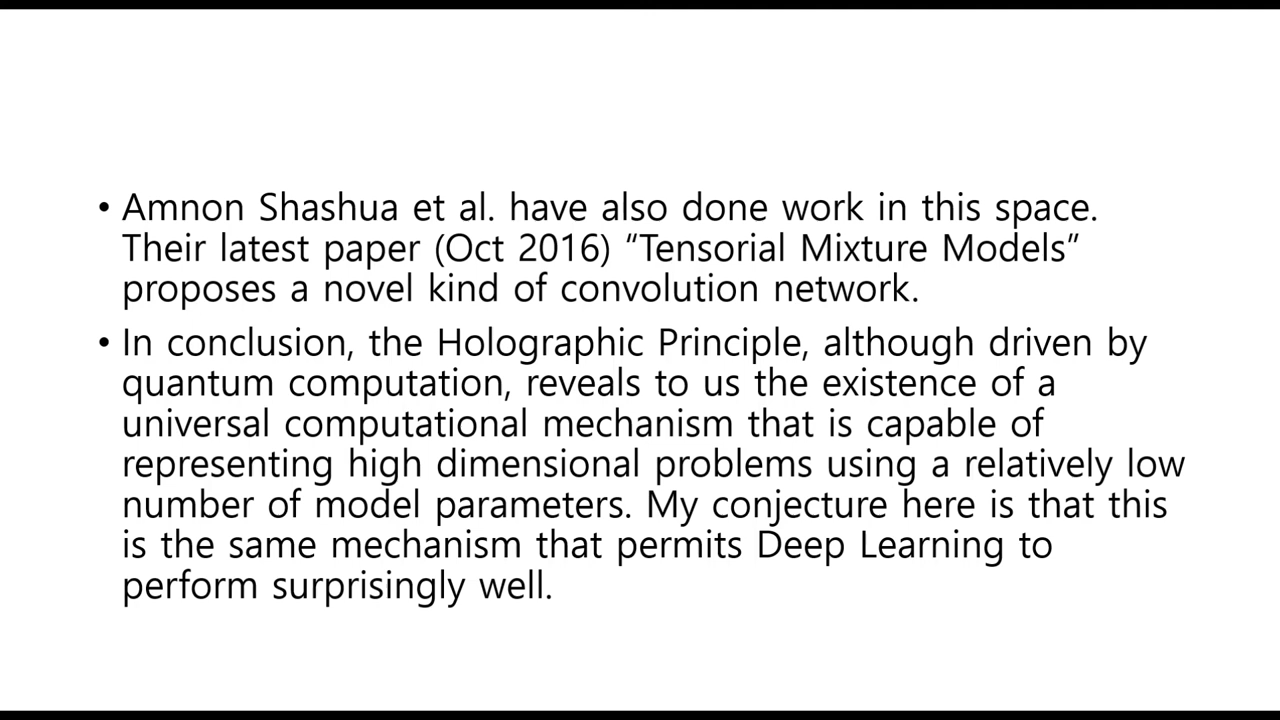 • Amnon Shashua et al. have also done work in this space.
Their latest paper (Oct 2016) “Tensorial Mixture Models”
proposes a novel kind of convolution network.
• In conclusion, the Holographic Principle, although driven by
quantum computation, reveals to us the existence of a
universal computational mechanism that is capable of
representing high dimensional problems using a relatively low
number of model parameters. My conjecture here is that this
is the same mechanism that permits Deep Learning to
perform surprisingly well.